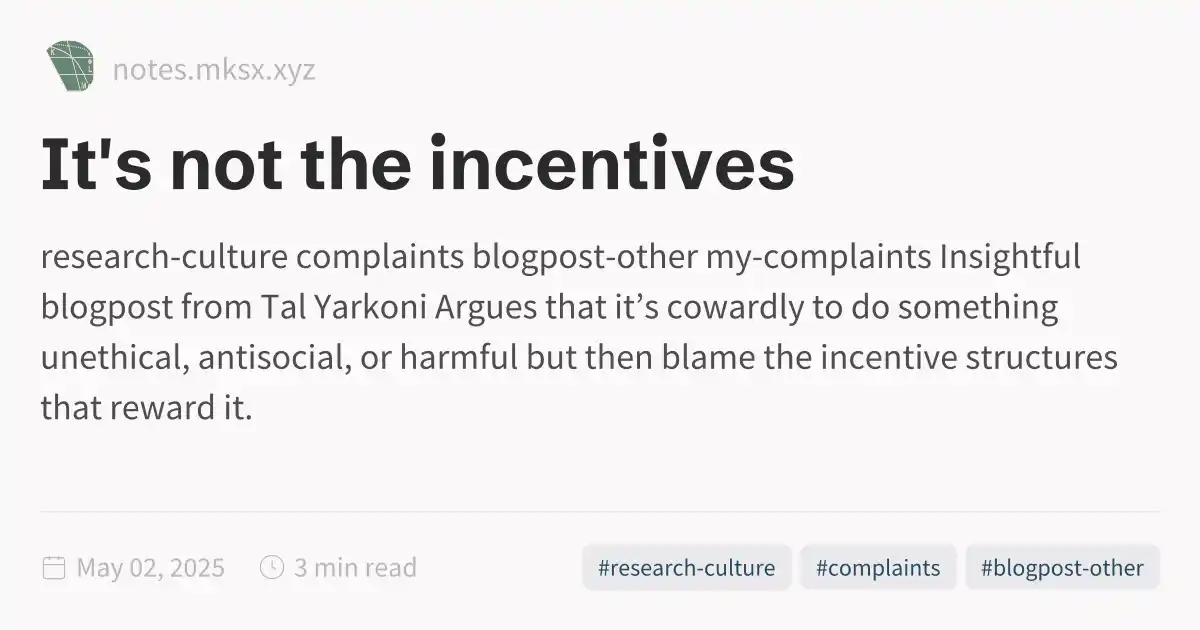 notes.mksx.xyz
It's not the incentives
research-culture complaints blogpost-other my-complaints Insightful
blogpost from Tal Yarkoni Argues that it’s cowardly to do something
unethical, antisocial, or harmful but then blame the incentive structures
that reward it.
May 02, 2025
3 min read
#research-culture
#complaints
#blogpost-other